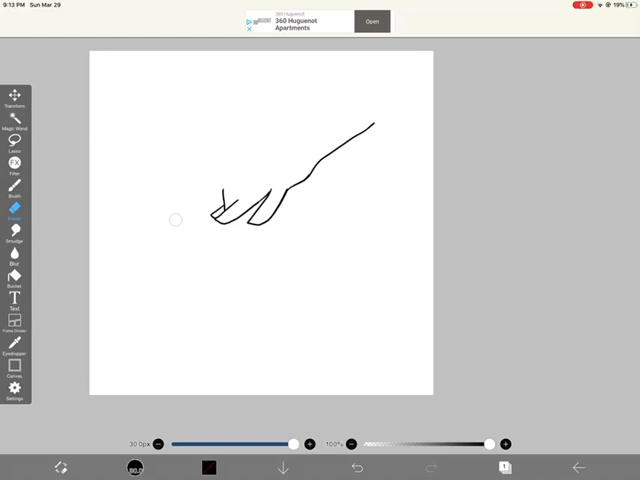 9:13 PM Sun Mar 29
19%
360 Huguenot
360 Huguenot
Apartments
Open
Transform
Magic Wand
Lasso
FX
Filter
Brush
Eraser
Smudge
Blur
Bucket
T
Text
Frame Divider
Eyedropper
Canvas
Settings
30.0px
100%
1